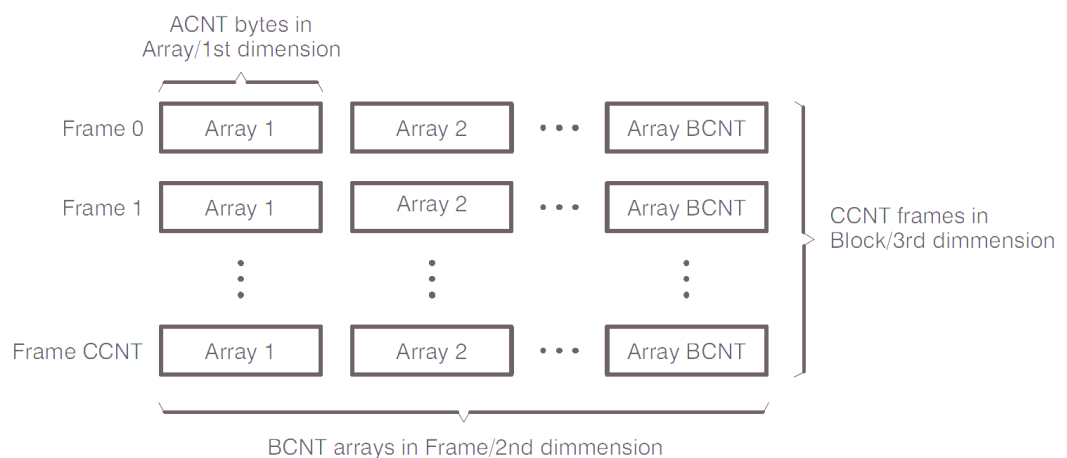 ACNT bytes in
Array/1st dimension
Frame 0
Array 1
Array 2
Array BCNT
Frame 1
Array 1
Array 2
Array BCNT
CCNT frames in
Block/3rd dimmension
Frame CCNT
Array 1
Array 2
Array BCNT
BCNT arrays in Frame/2nd dimmension